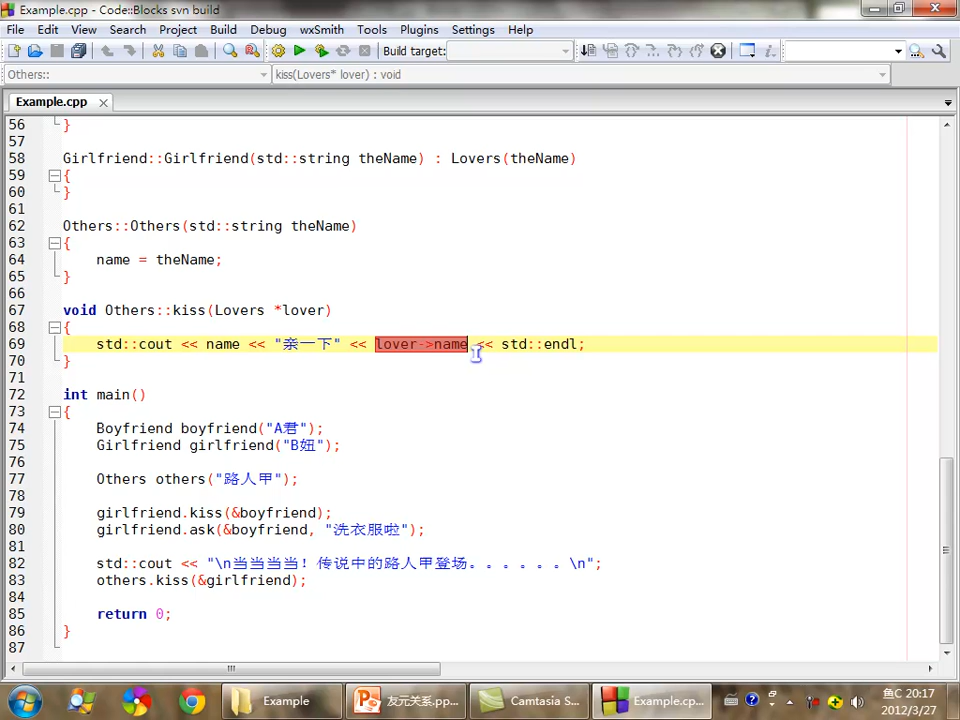 Example.cpp - Code::Blocks svn build
File Edit View Search Project Build Debug wxSmith Tools Plugins Settings Help
Build target:
Others:: kiss(Lovers* lover) : void
Example.cpp
56 }
57
58 Girlfriend::Girlfriend(std::string theName) : Lovers(theName)
59 {
60 }
61
62 Others::Others(std::string theName)
63 {
64 name = theName;
65 }
66
67 void Others::kiss(Lovers *lover)
68 {
69 std::cout << name << "亲一下" << lover->name << std::endl;
70 }
71
72 int main()
73 {
74 Boyfriend boyfriend("A君");
75 Girlfriend girlfriend("B妞");
76
77 Others others("路人甲");
78
79 girlfriend.kiss(&boyfriend);
80 girlfriend.ask(&boyfriend, "洗衣服啦");
81
82 std::cout << "\n当当当当！传说中的路人甲登场。。。。。。\n";
83 others.kiss(&girlfriend);
84
85 return 0;
86 }
87
Example 友元关系.pp... Camtasia S... Example.cp... 鱼C 20:17
2012/3/27